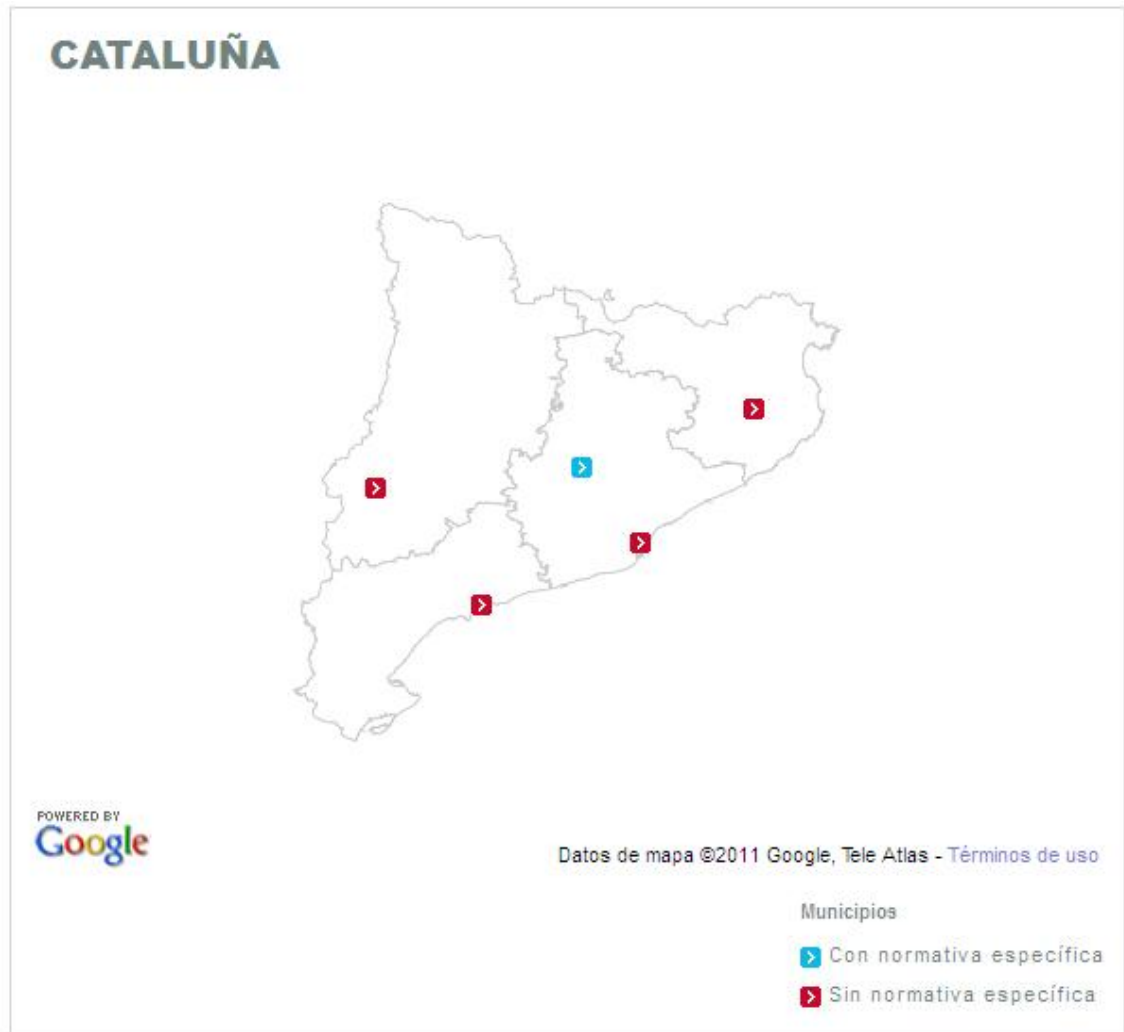 CATALUÑA
POWERED BY
Google
Datos de mapa ©2011 Google, Tele Atlas - Términos de uso
Municipios
Con normativa específica
Sin normativa específica